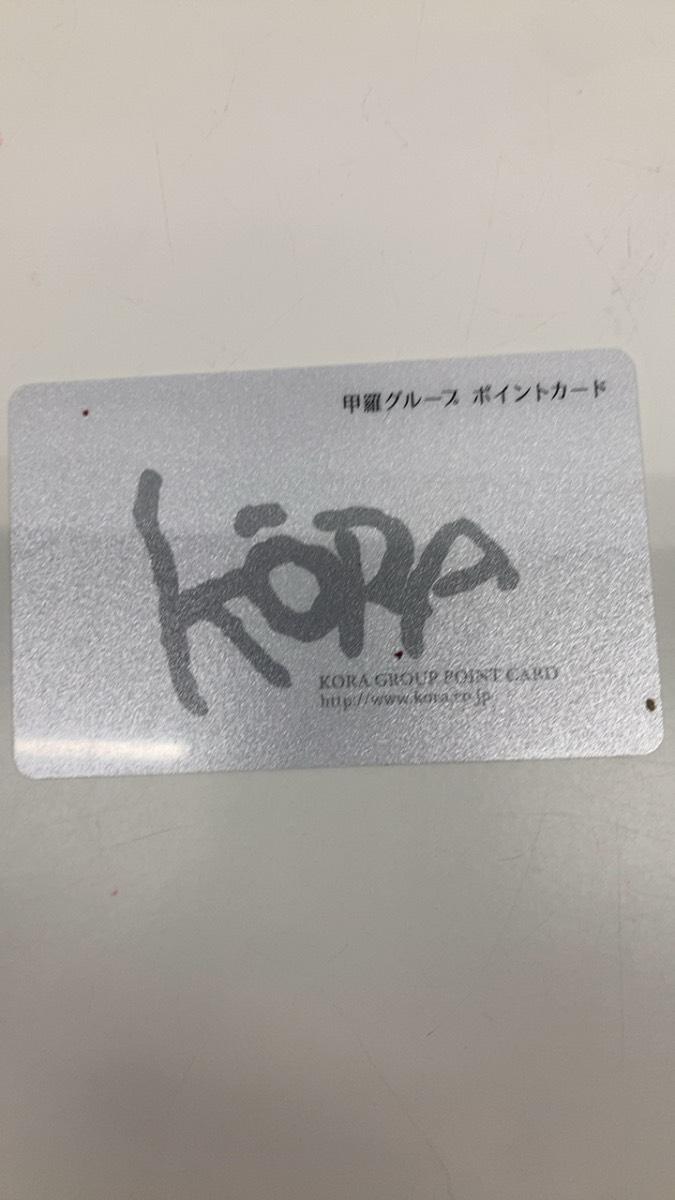 甲羅グループ ポイントカード
KŌRA
KORA GROUP POINT CARD
http://www.kora.co.jp